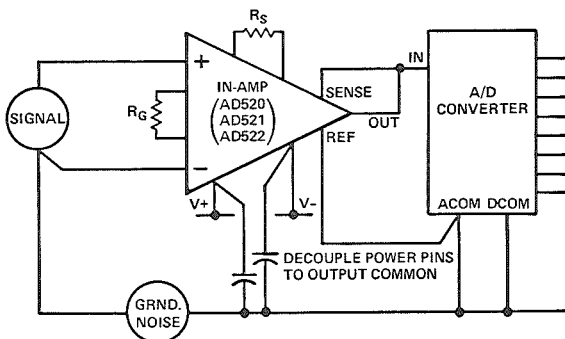 RS
+
IN-AMP
(AD520
AD521
AD522)
SENSE
IN
A/D
CONVERTER
SIGNAL
RG
OUT
REF
−
V+
V-
ACOM DCOM
DECOUPLE POWER PINS
TO OUTPUT COMMON
GRND.
NOISE